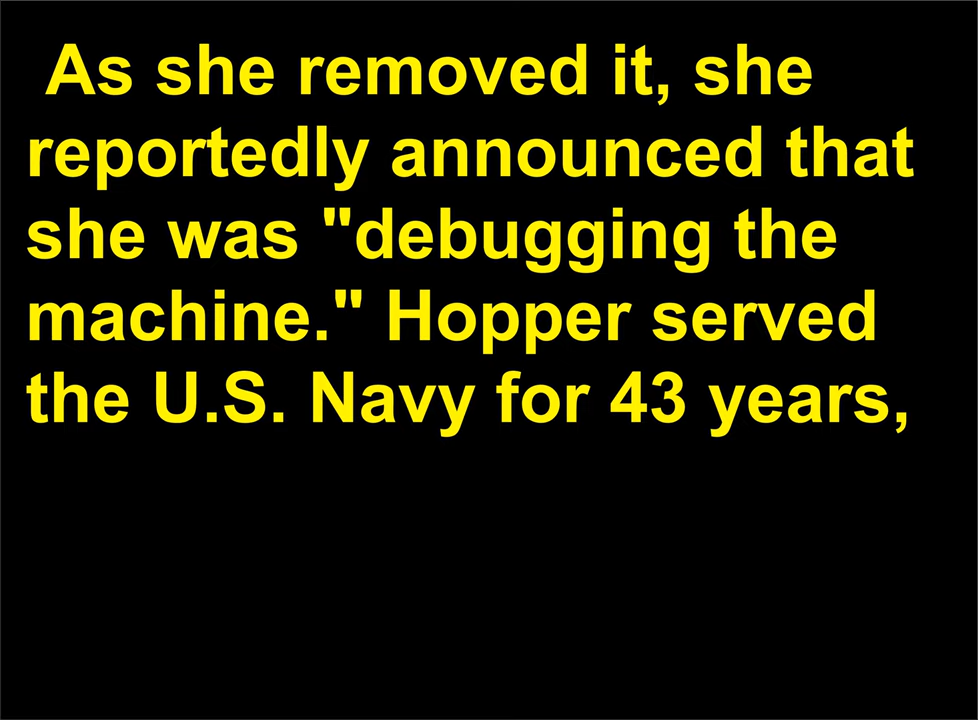 As she removed it, she
reportedly announced that
she was "debugging the
machine." Hopper served
the U.S. Navy for 43 years,